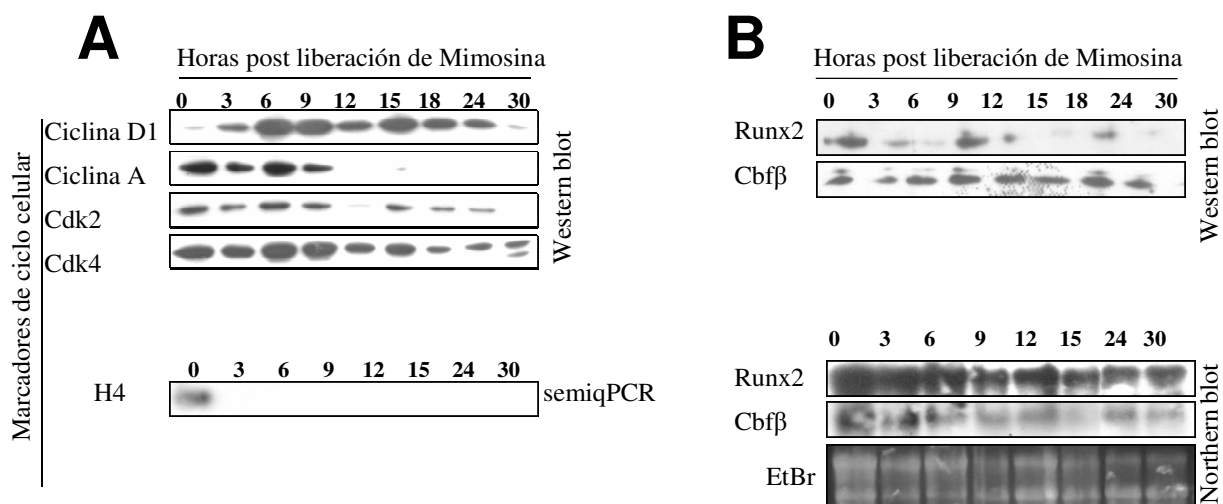 A
Horas post liberación de Mimosina
0 3 6 9 12 15 18 24 30
Ciclina D1
Ciclina A
Cdk2
Cdk4
Western blot
Marcadores de ciclo celular
0 3 6 9 12 15 24 30
H4
semiqPCR
B
Horas post liberación de Mimosina
0 3 6 9 12 15 18 24 30
Runx2
Cbfβ
Western blot
0 3 6 9 12 15 24 30
Runx2
Cbfβ
EtBr
Northern blot